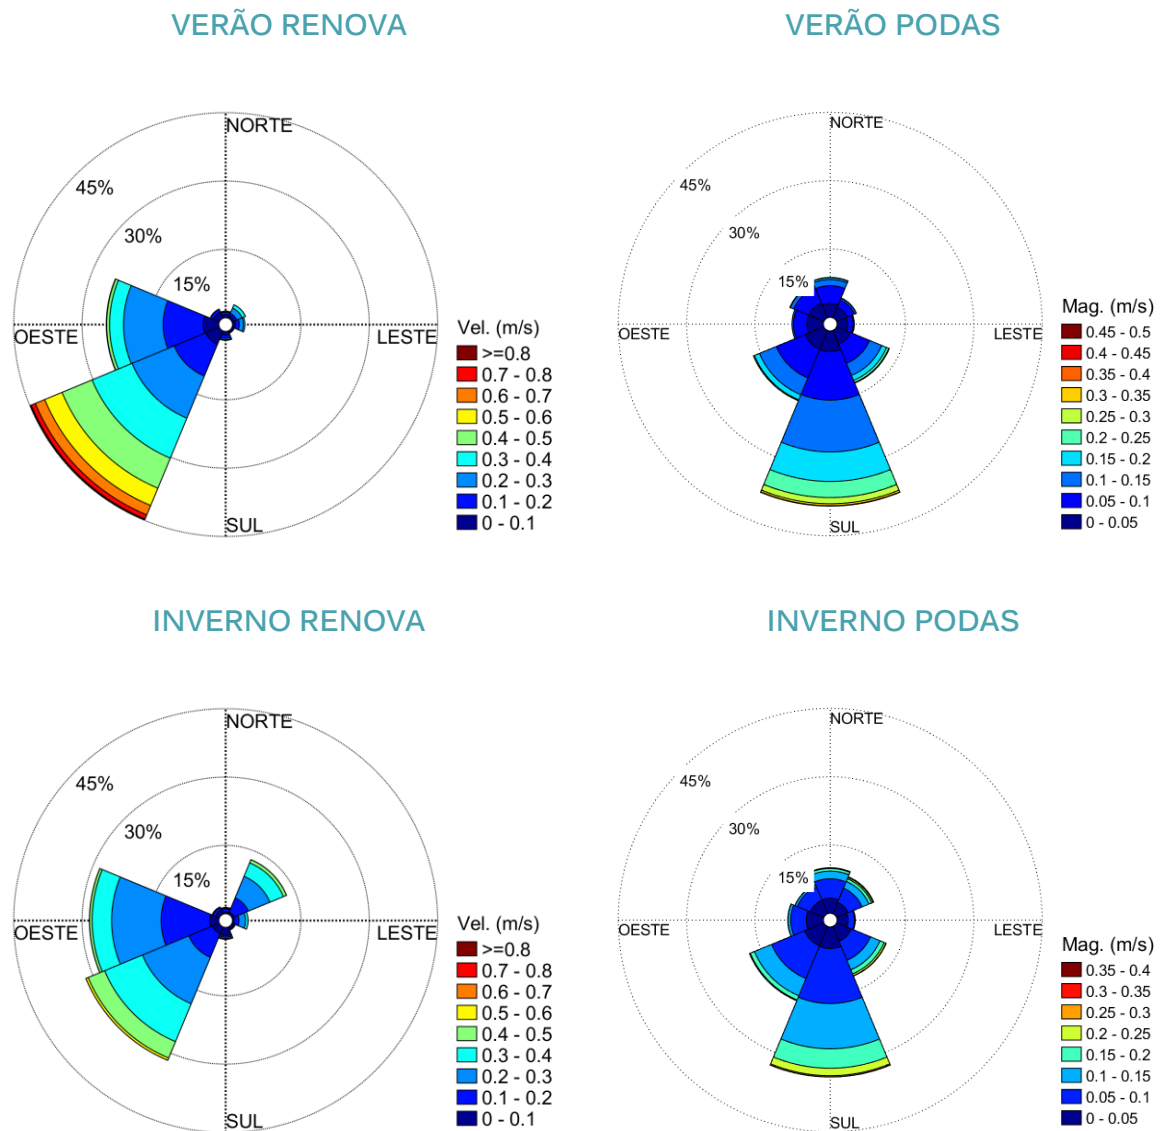 VERÃO RENOVA
NORTE
45%
30%
15%
OESTE
LESTE
SUL
Vel. (m/s)
>=0.8
0.7 - 0.8
0.6 - 0.7
0.5 - 0.6
0.4 - 0.5
0.3 - 0.4
0.2 - 0.3
0.1 - 0.2
0 - 0.1
VERÃO PODAS
NORTE
45%
30%
15%
OESTE
LESTE
SUL
Mag. (m/s)
0.45 - 0.5
0.4 - 0.45
0.35 - 0.4
0.3 - 0.35
0.25 - 0.3
0.2 - 0.25
0.15 - 0.2
0.1 - 0.15
0.05 - 0.1
0 - 0.05
INVERNO RENOVA
NORTE
45%
30%
15%
OESTE
LESTE
SUL
Vel. (m/s)
>=0.8
0.7 - 0.8
0.6 - 0.7
0.5 - 0.6
0.4 - 0.5
0.3 - 0.4
0.2 - 0.3
0.1 - 0.2
0 - 0.1
INVERNO PODAS
NORTE
45%
30%
15%
OESTE
LESTE
SUL
Mag. (m/s)
0.35 - 0.4
0.3 - 0.35
0.25 - 0.3
0.2 - 0.25
0.15 - 0.2
0.1 - 0.15
0.05 - 0.1
0 - 0.05